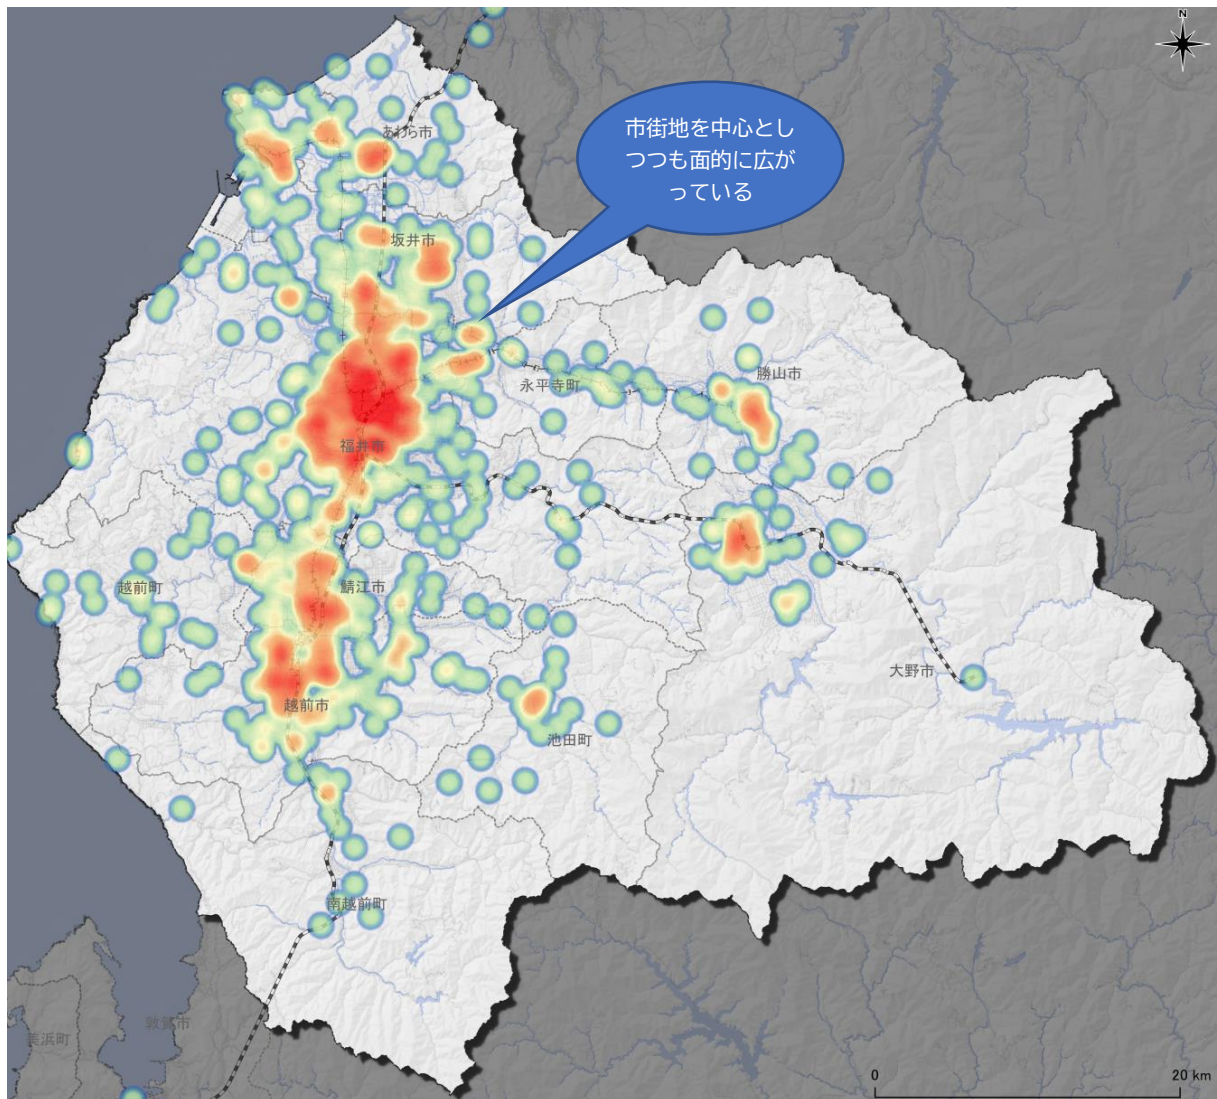 N
市街地を中心とし
つつも面的に広が
っている
あわら市
坂井市
永平寺町
勝山市
福井市
越前町
鯖江市
大野市
越前市
池田町
南越前町
敦賀市
美浜町
0 20 km